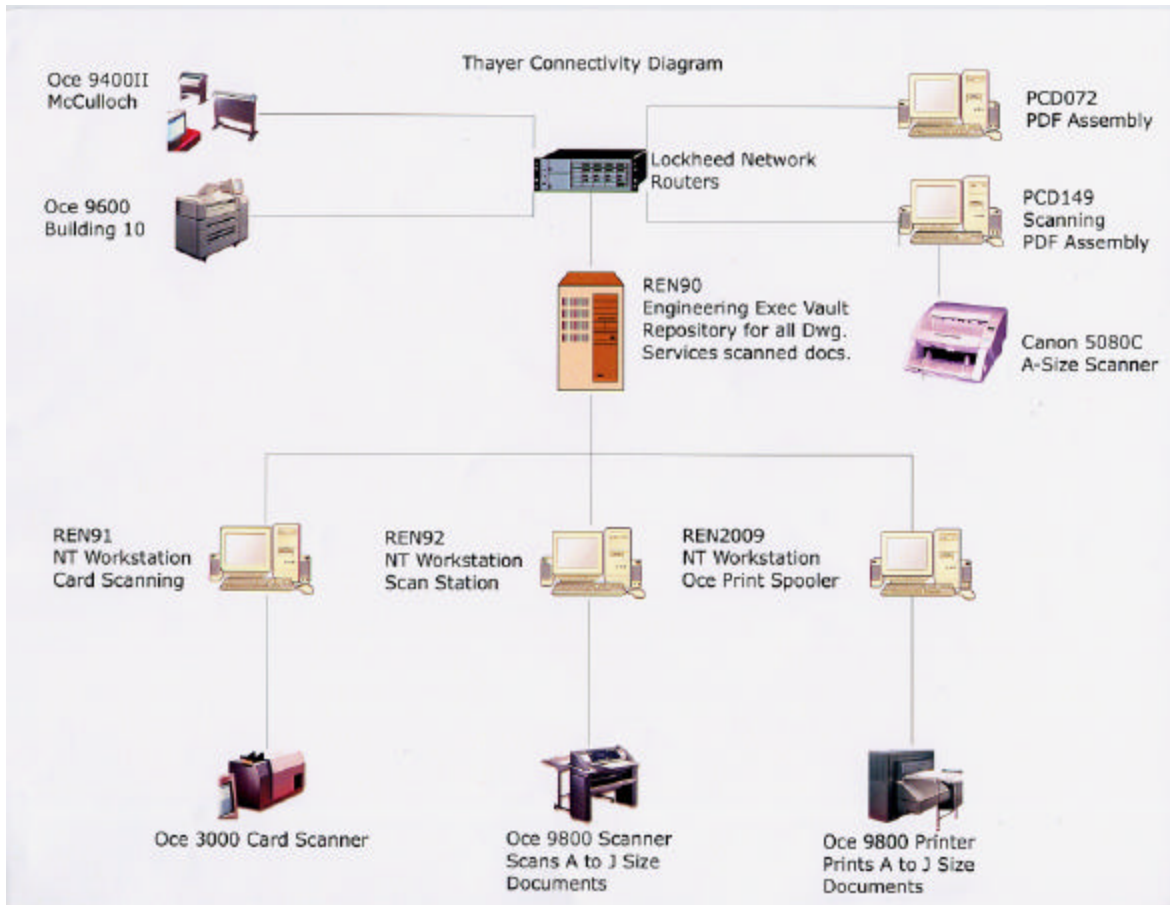 Thayer Connectivity Diagram
Oce 9400II
McCulloch
PCD072
PDF Assembly
Lockheed Network
Routers
Oce 9600
Building 10
PCD149
Scanning
PDF Assembly
REN90
Engineering Exec Vault
Repository for all Dwg.
Services scanned docs.
Canon 5080C
A-Size Scanner
REN91
NT Workstation
Card Scanning
REN92
NT Workstation
Scan Station
REN2009
NT Workstation
Oce Print Spooler
Oce 3000 Card Scanner
Oce 9800 Scanner
Scans A to J Size
Documents
Oce 9800 Printer
Prints A to J Size
Documents